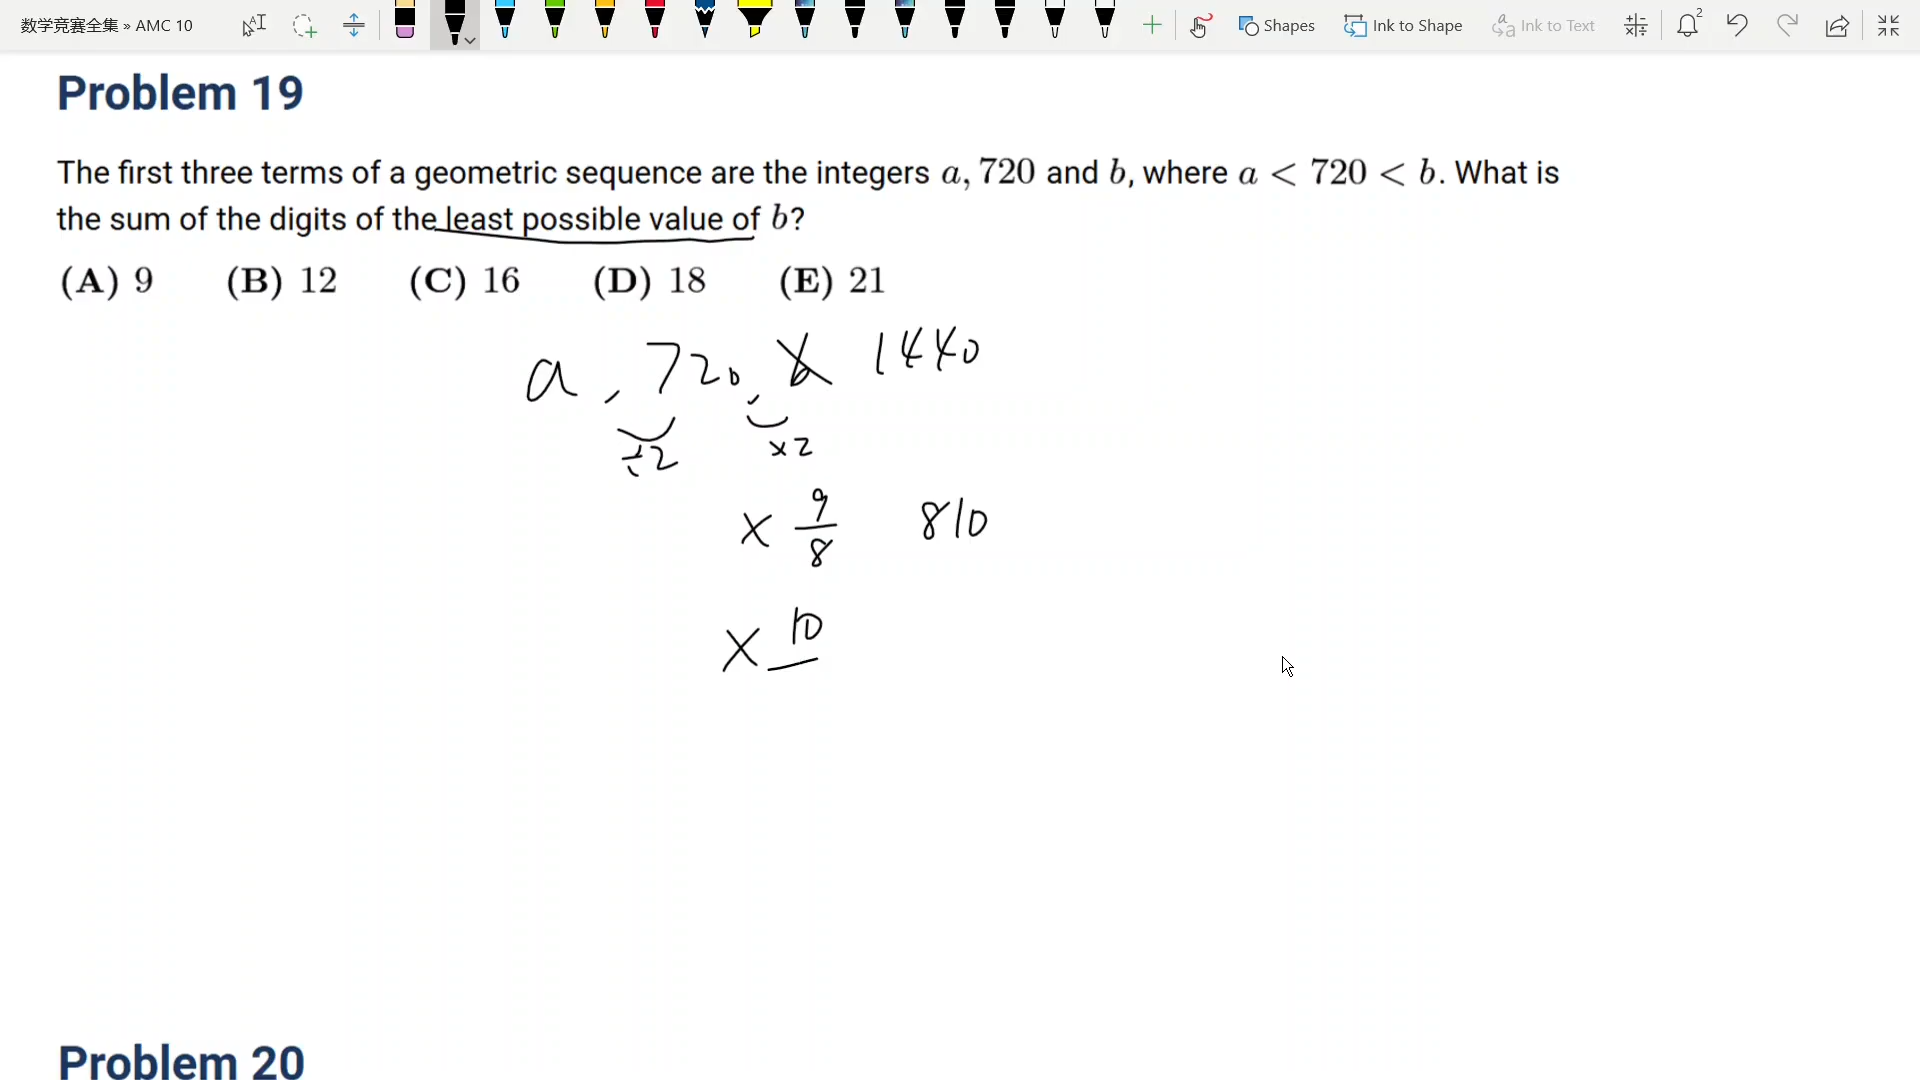 数学竞赛全集 » AMC 10
Shapes
Ink to Shape
Ink to Text
2
Problem 19
The first three terms of a geometric sequence are the integers a, 720 and b, where a < 720 < b. What is
the sum of the digits of the least possible value of b?
(A) 9 (B) 12 (C) 16 (D) 18 (E) 21
a , 720, b 1440
÷2 ×2
× 9/8 810
× 10
Problem 20